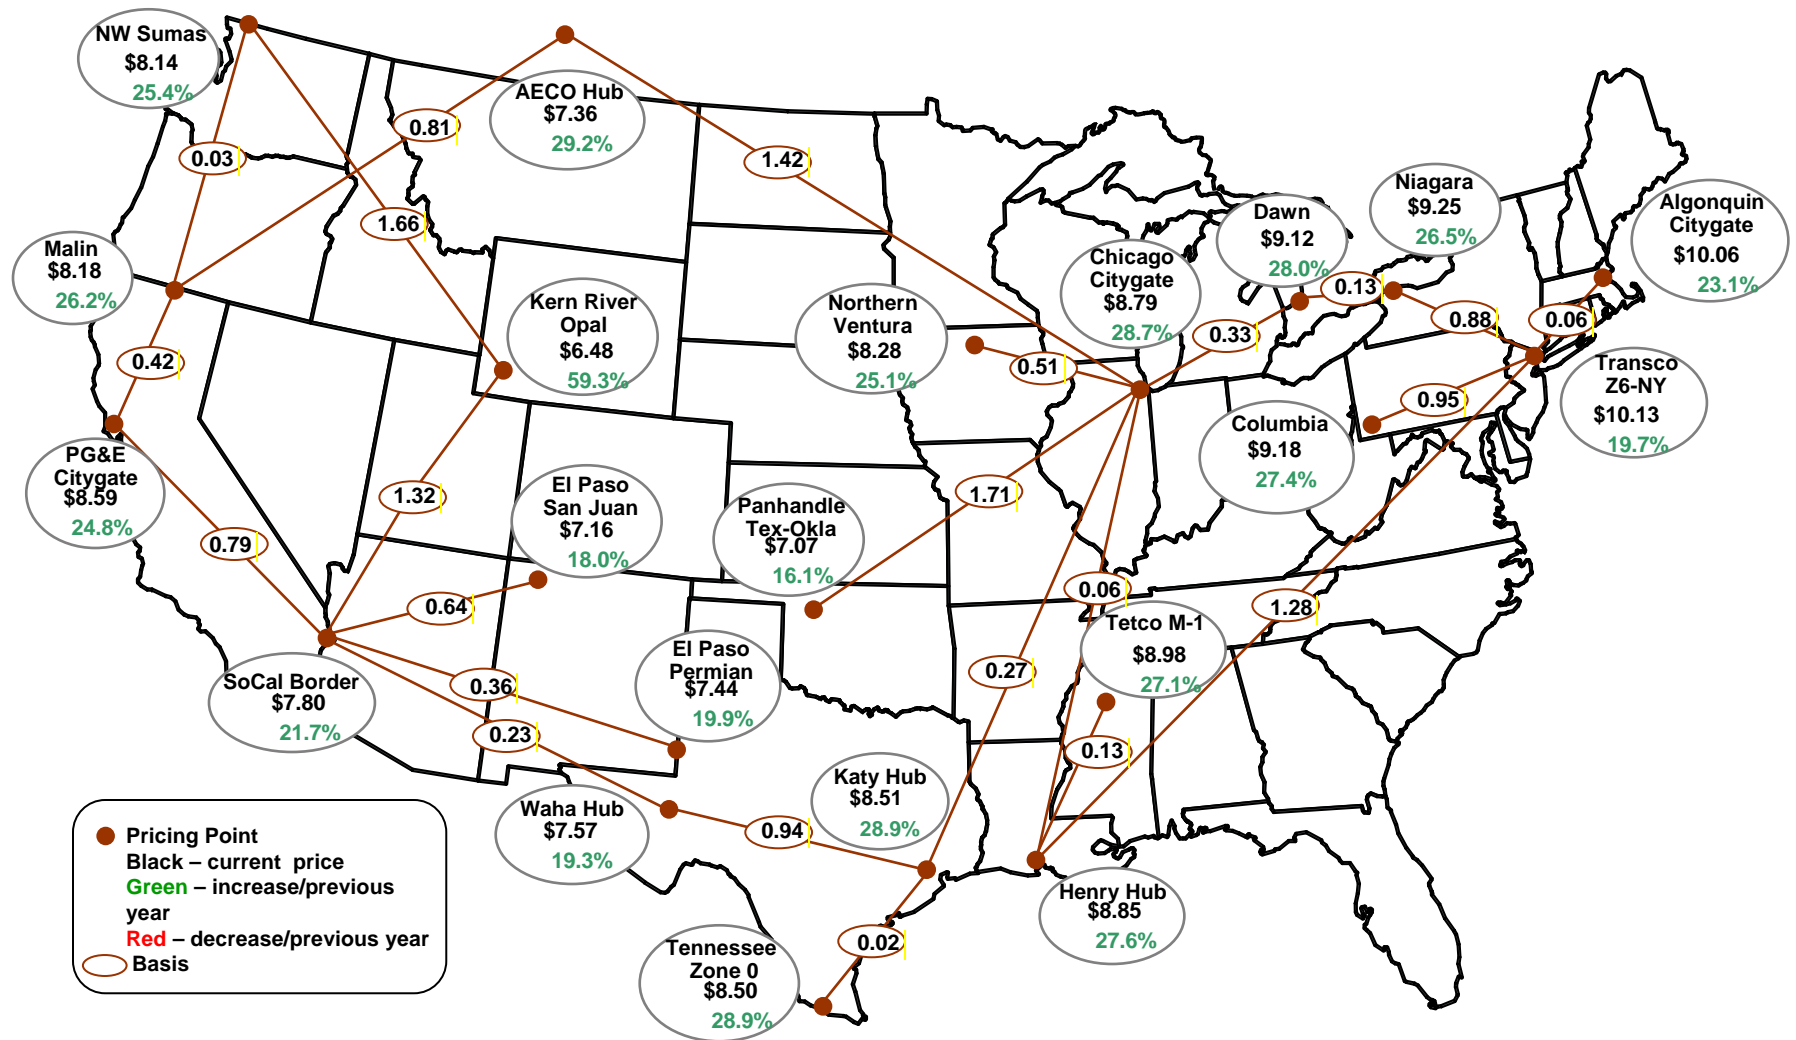 NW Sumas
$8.14
25.4%
AECO Hub
$7.36
29.2%
0.81
1.42
0.03
1.66
Malin
$8.18
26.2%
0.42
Kern River
Opal
$6.48
59.3%
Northern
Ventura
$8.28
25.1%
0.51
Chicago
Citygate
$8.79
28.7%
Dawn
$9.12
28.0%
0.33
0.13
Niagara
$9.25
26.5%
0.88
0.06
Algonquin
Citygate
$10.06
23.1%
Transco
Z6-NY
$10.13
19.7%
0.95
Columbia
$9.18
27.4%
PG&E
Citygate
$8.59
24.8%
0.79
1.32
El Paso
San Juan
$7.16
18.0%
0.64
Panhandle
Tex-Okla
$7.07
16.1%
1.71
0.06
1.28
Tetco M-1
$8.98
27.1%
0.27
0.13
SoCal Border
$7.80
21.7%
0.36
0.23
El Paso
Permian
$7.44
19.9%
Waha Hub
$7.57
19.3%
0.94
Katy Hub
$8.51
28.9%
Henry Hub
$8.85
27.6%
0.02
Tennessee
Zone 0
$8.50
28.9%
Pricing Point
Black – current price
Green – increase/previous
year
Red – decrease/previous year
Basis